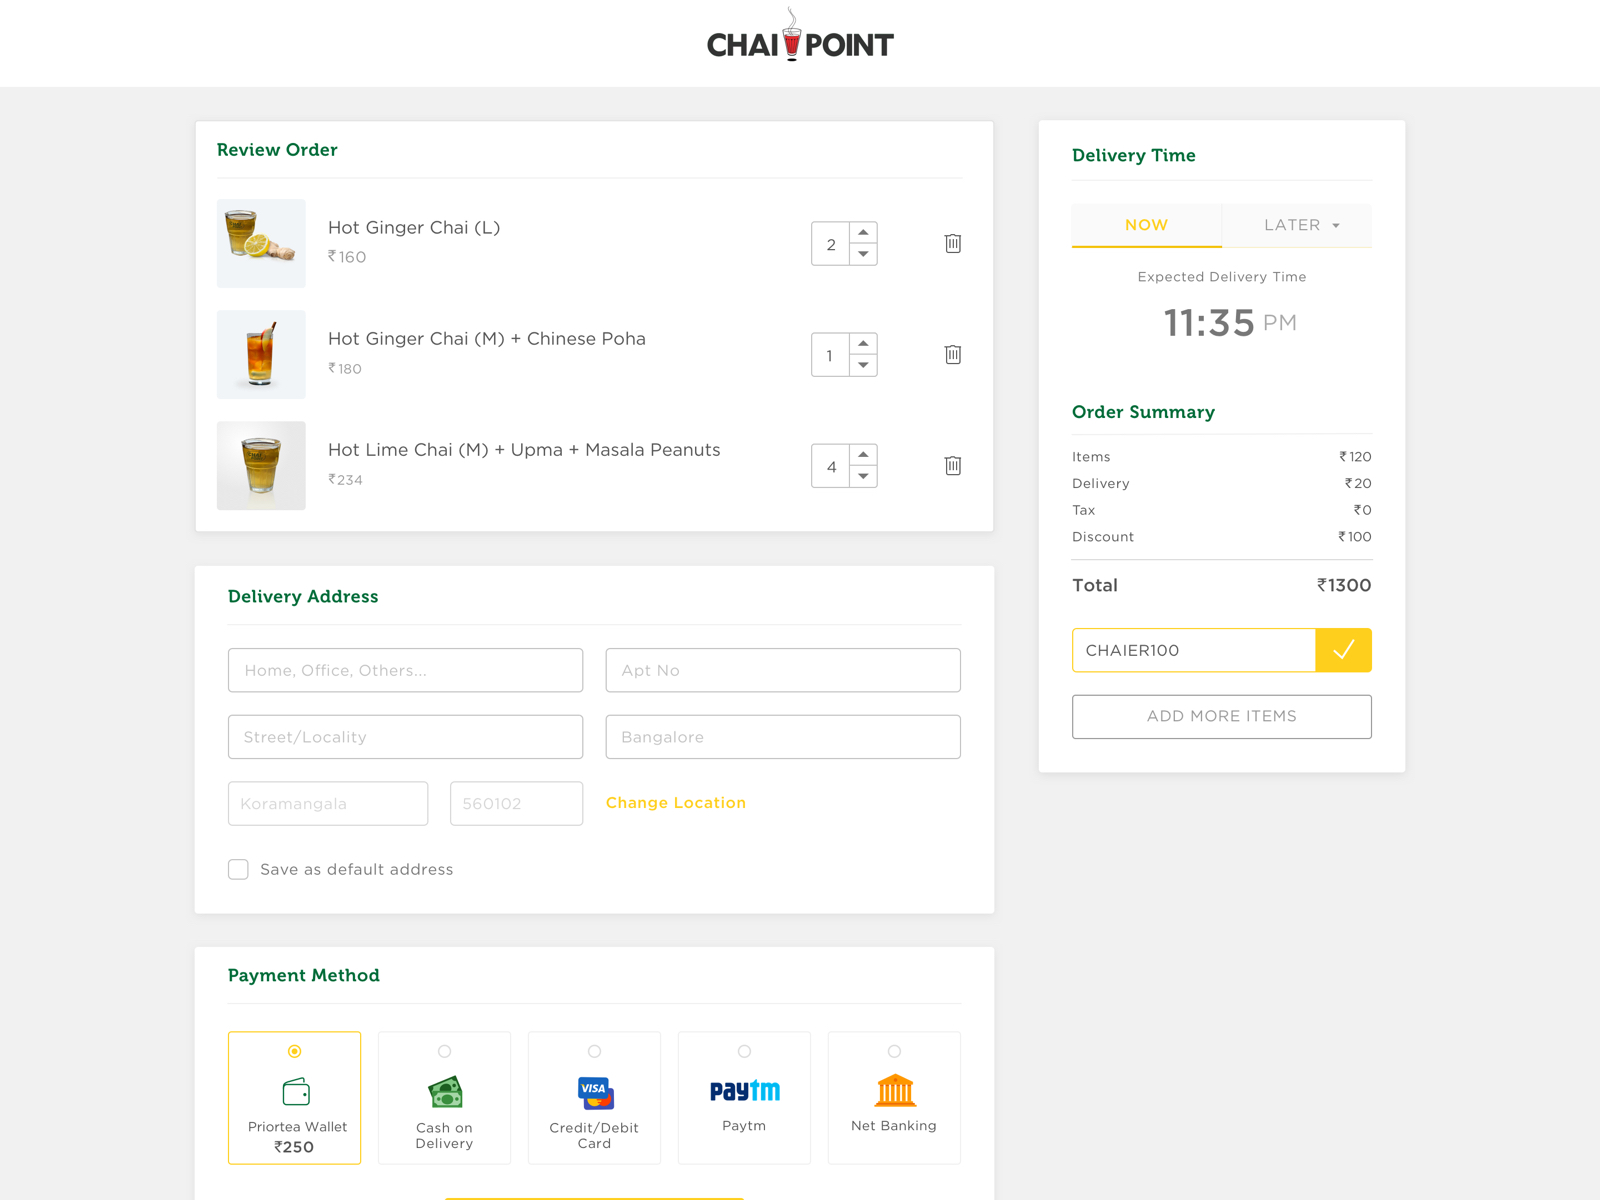 CHAI POINT
Review Order
Hot Ginger Chai (L)
₹160
2
Hot Ginger Chai (M) + Chinese Poha
₹180
1
Hot Lime Chai (M) + Upma + Masala Peanuts
₹234
4
Delivery Time
NOW
LATER
Expected Delivery Time
11:35 PM
Order Summary
Items ₹120
Delivery ₹20
Tax ₹0
Discount ₹100
Total ₹1300
CHAIER100
ADD MORE ITEMS
Delivery Address
Home, Office, Others...
Apt No
Street/Locality
Bangalore
Koramangala
560102
Change Location
Save as default address
Payment Method
Priortea Wallet
₹250
Cash on
Delivery
VISA
Credit/Debit
Card
paytm
Paytm
Net Banking